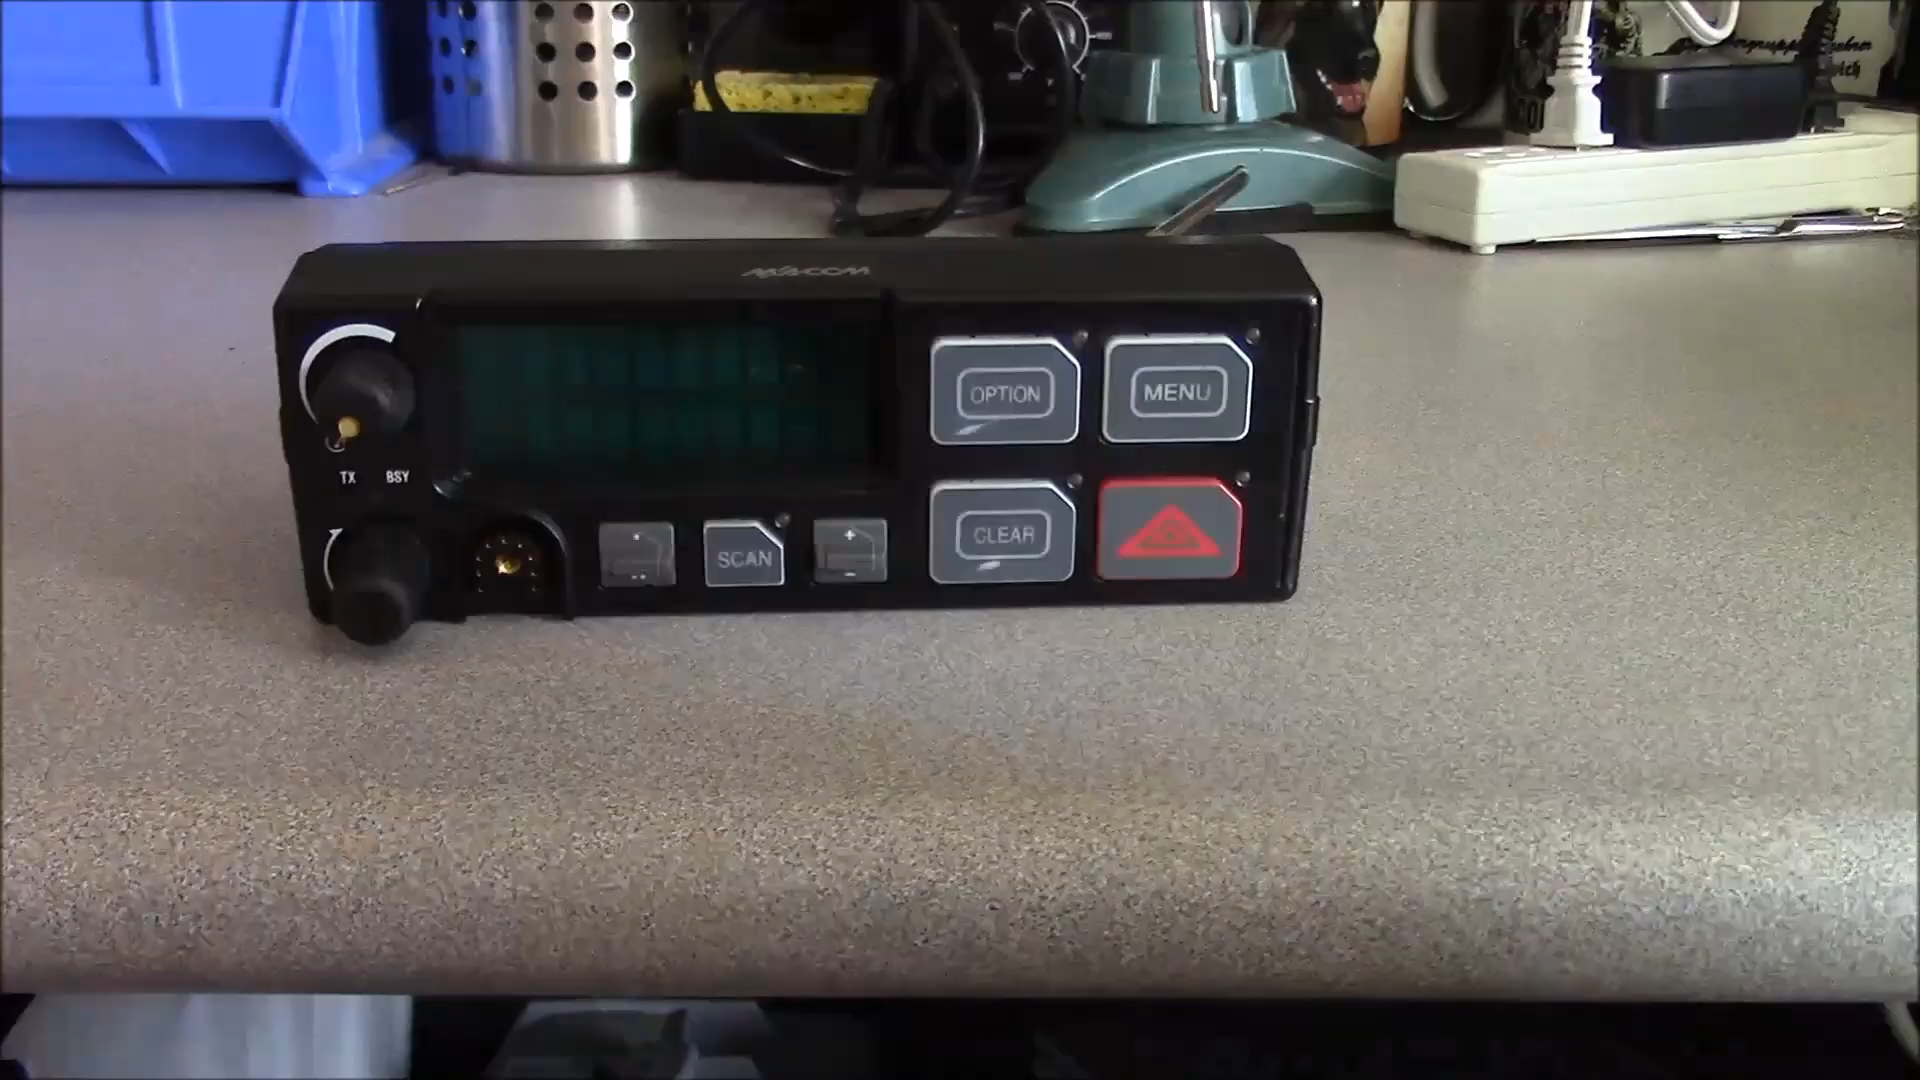 M/A-COM
OPTION
MENU
TX BSY
CLEAR
SCAN
+
-